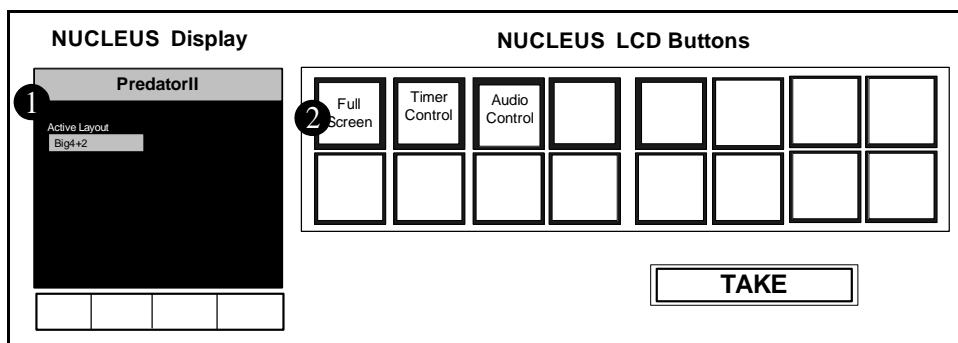 NUCLEUS Display
NUCLEUS LCD Buttons
PredatorII
1
Active Layout
Big4+2
2
Full
Screen
Timer
Control
Audio
Control
TAKE